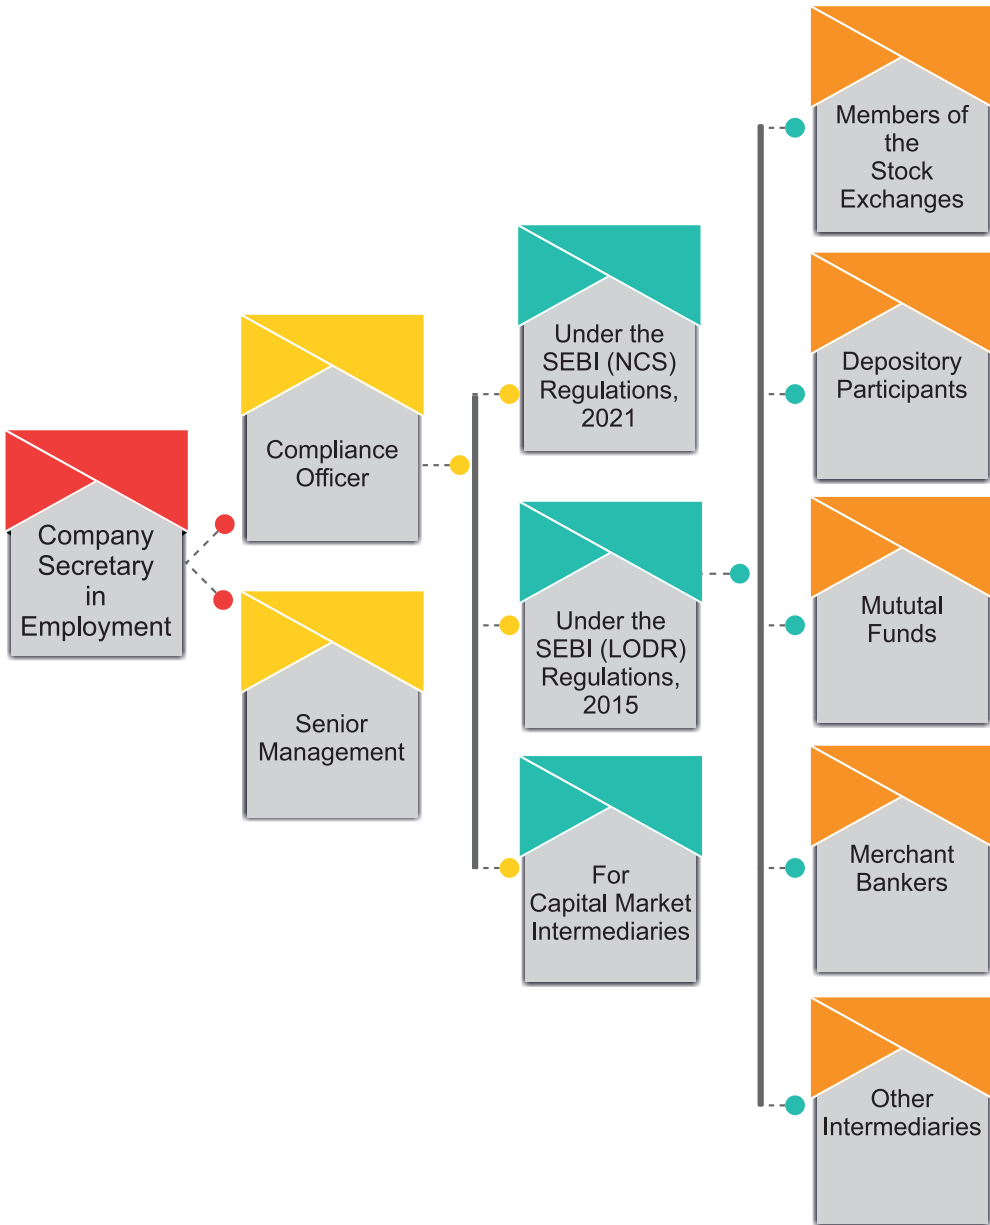 Company
Secretary
in
Employment
Compliance
Officer
Senior
Management
Under the
SEBI (NCS)
Regulations,
2021
Under the
SEBI (LODR)
Regulations,
2015
For
Capital Market
Intermediaries
Members of
the
Stock
Exchanges
Depository
Participants
Mututal
Funds
Merchant
Bankers
Other
Intermediaries